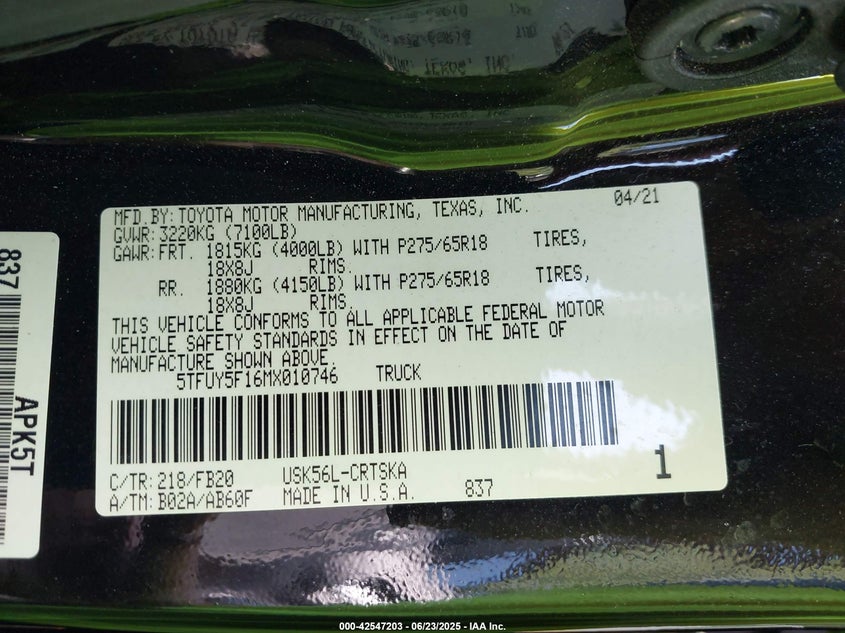 MFD.BY:TOYOTA MOTOR MANUFACTURING, TEXAS, INC. 04/21
GVWR:3220KG (7100LB)
GAWR:FRT. 1815KG (4000LB) WITH P275/65R18 TIRES,
18X8J RIMS.
RR. 1880KG (4150LB) WITH P275/65R18 TIRES,
18X8J RIMS.
THIS VEHICLE CONFORMS TO ALL APPLICABLE FEDERAL MOTOR
VEHICLE SAFETY STANDARDS IN EFFECT ON THE DATE OF
MANUFACTURE SHOWN ABOVE.
5TFUY5F16MX010746 TRUCK
C/TR:218/FB20 USK56L-CRTSKA 1
A/TM:B02A/AB60F MADE IN U.S.A. 837
837
APK5T
000-42547203 - 06/23/2025 - IAA Inc.